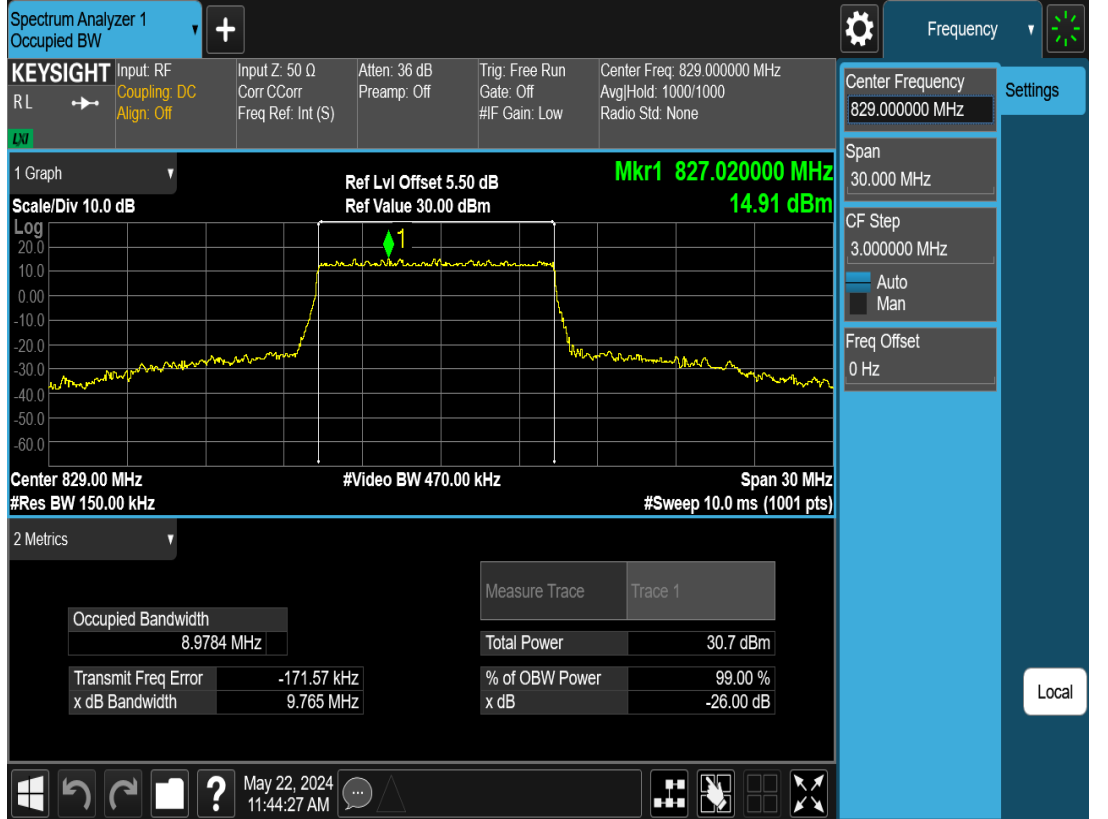 Spectrum Analyzer 1
Occupied BW
+
Frequency
KEYSIGHT
R L
LXI
Input: RF
Coupling: DC
Align: Off
Input Z: 50 Ω
Corr CCorr
Freq Ref: Int (S)
Atten: 36 dB
Preamp: Off
Trig: Free Run
Gate: Off
#IF Gain: Low
Center Freq: 829.000000 MHz
Avg|Hold: 1000/1000
Radio Std: None
Center Frequency
829.000000 MHz
Settings
Span
30.000 MHz
CF Step
3.000000 MHz
Auto
Man
Freq Offset
0 Hz
Local
1 Graph
Scale/Div 10.0 dB
Ref Lvl Offset 5.50 dB
Ref Value 30.00 dBm
Mkr1 827.020000 MHz
14.91 dBm
Log
1
20.0
10.0
0.00
-10.0
-20.0
-30.0
-40.0
-50.0
-60.0
Center 829.00 MHz
#Video BW 470.00 kHz
Span 30 MHz
#Res BW 150.00 kHz
#Sweep 10.0 ms (1001 pts)
2 Metrics
Measure Trace
Trace 1
Occupied Bandwidth
8.9784 MHz
Total Power
30.7 dBm
Transmit Freq Error
-171.57 kHz
% of OBW Power
99.00 %
x dB Bandwidth
9.765 MHz
x dB
-26.00 dB
?
May 22, 2024
11:44:27 AM